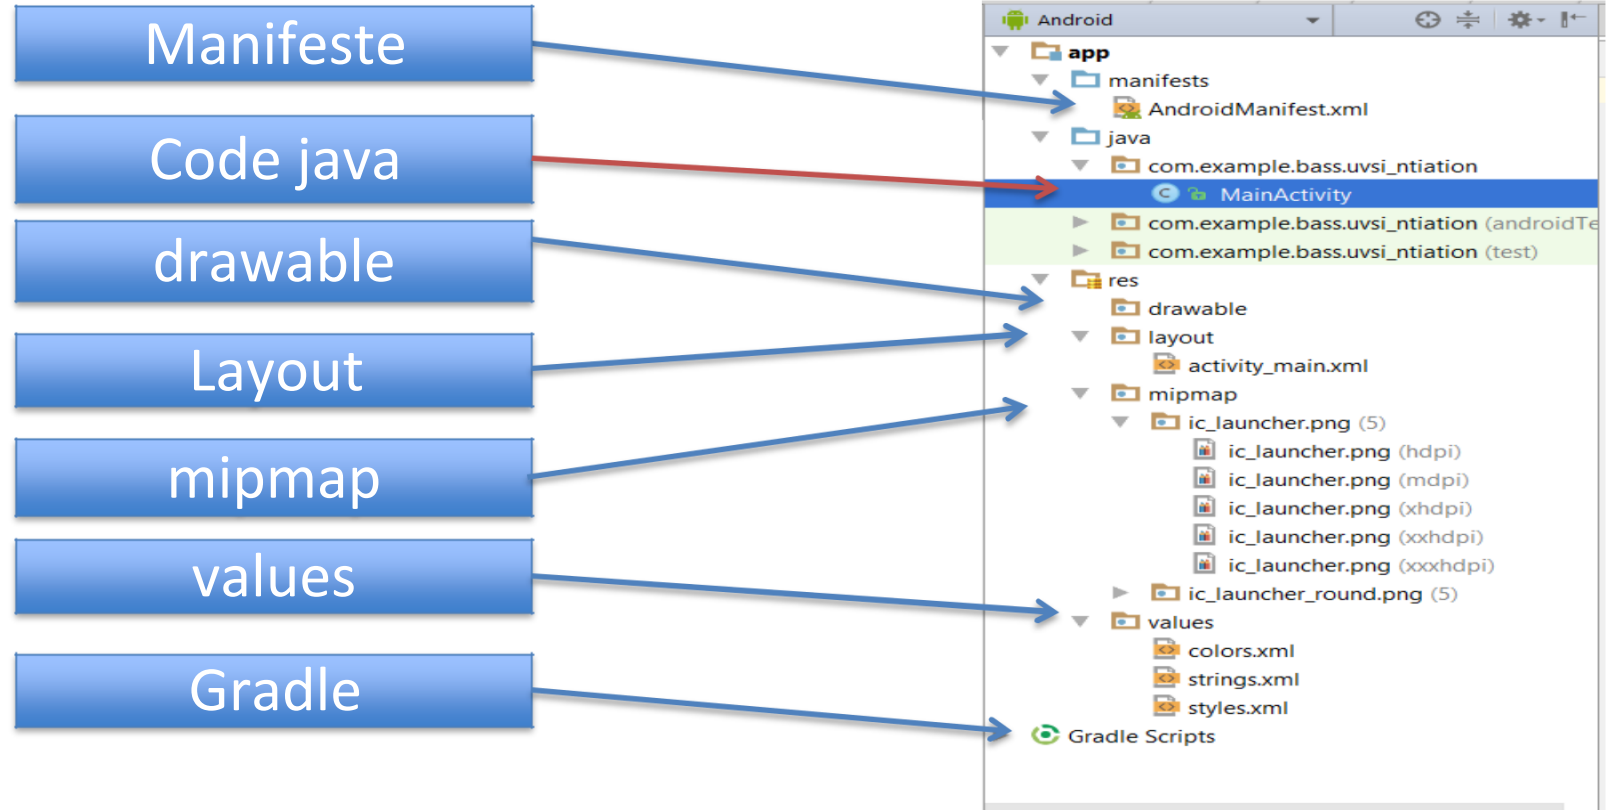 Manifeste
Code java
drawable
Layout
mipmap
values
Gradle
Android
app
manifests
AndroidManifest.xml
java
com.example.bass.uvsi_ntiation
MainActivity
com.example.bass.uvsi_ntiation (androidTe
com.example.bass.uvsi_ntiation (test)
res
drawable
layout
activity_main.xml
mipmap
ic_launcher.png (5)
ic_launcher.png (hdpi)
ic_launcher.png (mdpi)
ic_launcher.png (xhdpi)
ic_launcher.png (xxhdpi)
ic_launcher.png (xxxhdpi)
ic_launcher_round.png (5)
values
colors.xml
strings.xml
styles.xml
Gradle Scripts